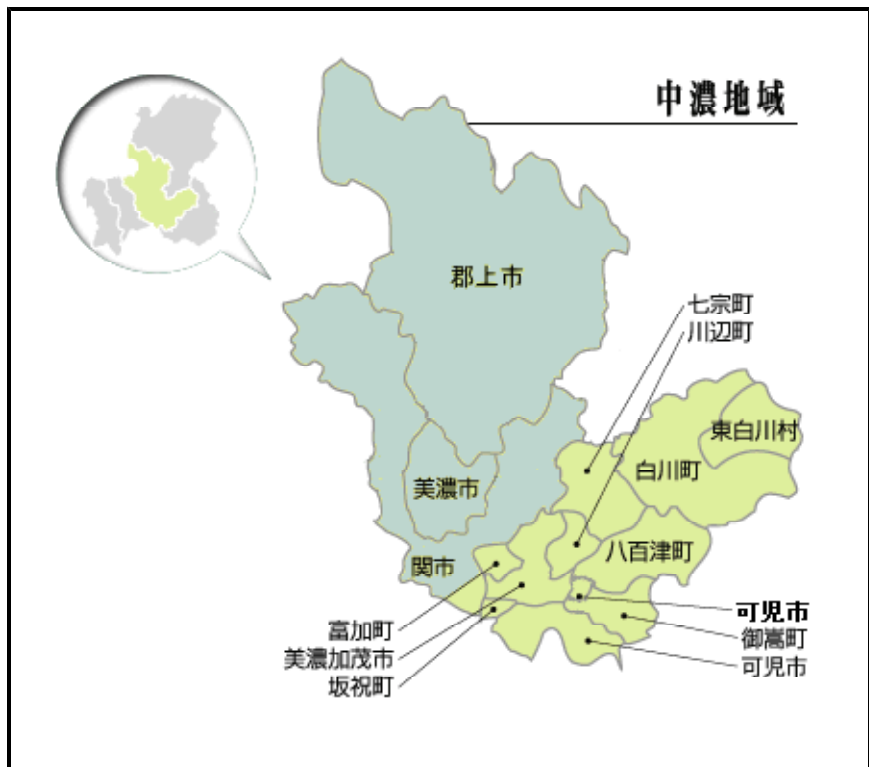 中濃地域
郡上市
七宗町
川辺町
東白川村
白川町
美濃市
八百津町
関市
可児市
富加町
御嵩町
美濃加茂市
可児市
坂祝町